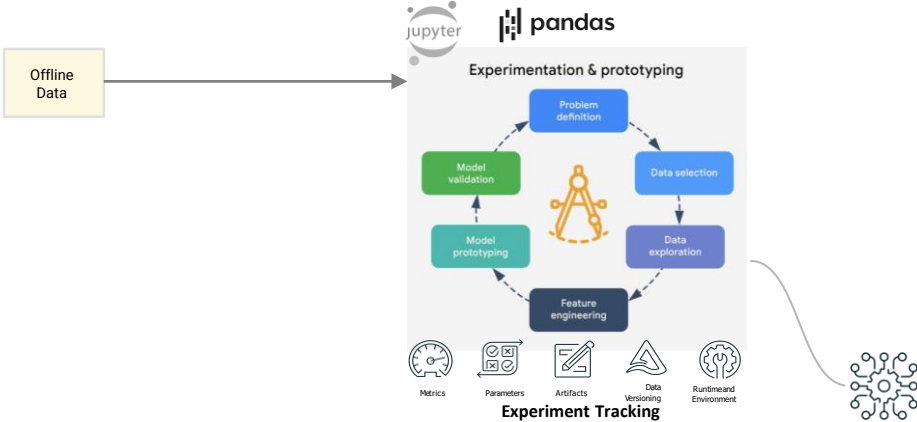 jupyter
pandas
Offline
Data
Experimentation & prototyping
Problem
definition
Data selection
Data
exploration
Feature
engineering
Model
prototyping
Model
validation
Metrics
Parameters
Artifacts
Data
Versioning
Runtime and
Environment
Experiment Tracking